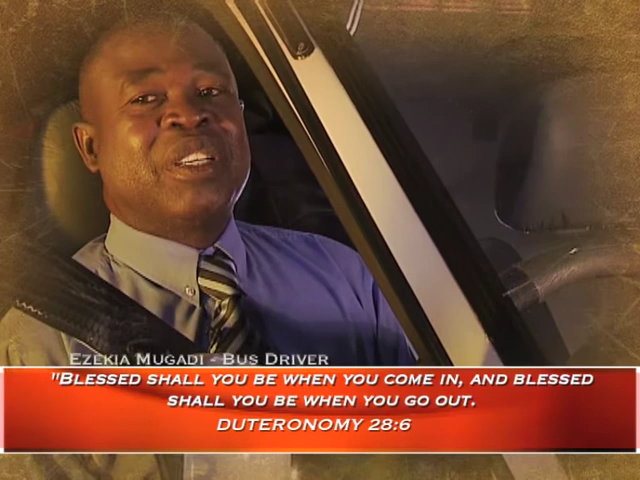 EZEKIA MUGADI - BUS DRIVER
"BLESSED SHALL YOU BE WHEN YOU COME IN, AND BLESSED
SHALL YOU BE WHEN YOU GO OUT.
DUTERONOMY 28:6